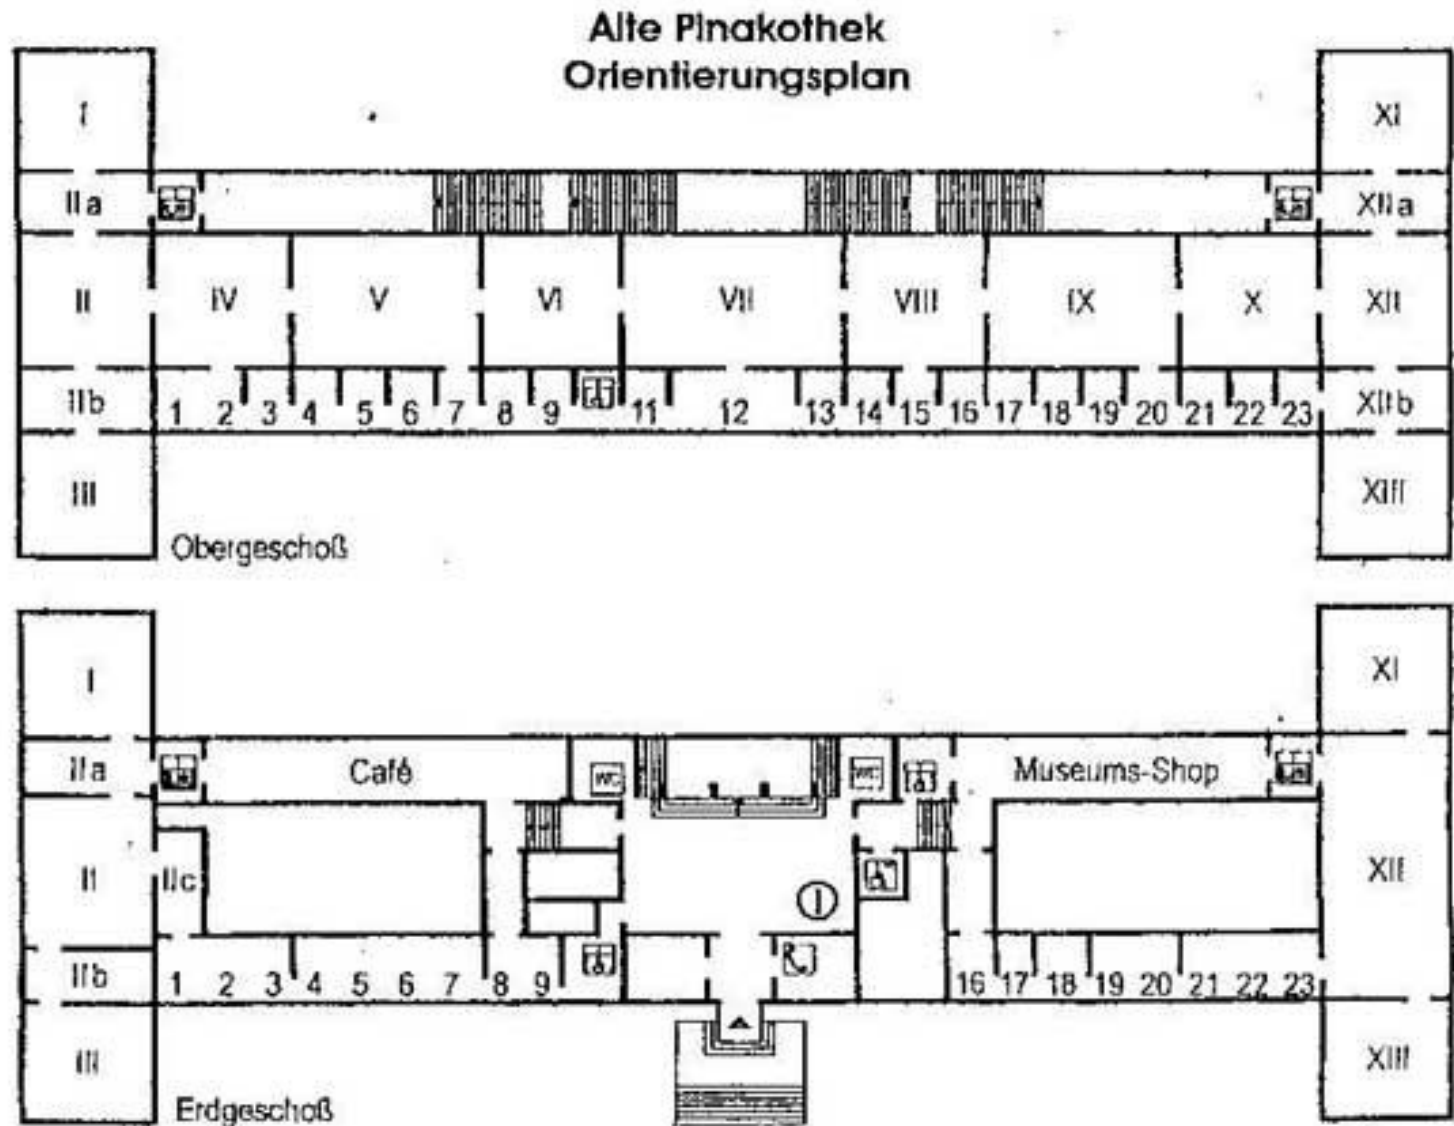 Alte Pinakothek
Orientierungsplan
I
XI
IIa
XIIa
II
IV
V
VI
VII
VIII
IX
X
XII
IIb
1 2 3 4 5 6 7 8 9 11 12 13 14 15 16 17 18 19 20 21 22 23
XIIb
III
XIII
Obergeschoß
I
XI
IIa
Café
WC
WC
Museums-Shop
II
IIc
XII
IIb
1 2 3 4 5 6 7 8 9
16 17 18 19 20 21 22 23
III
XIII
Erdgeschoß